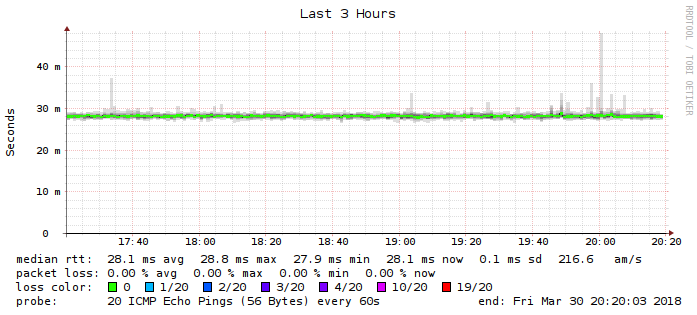 Last 3 Hours
RRDTOOL / TOBI OETIKER
Seconds
40 m
30 m
20 m
10 m
0
17:40 18:00 18:20 18:40 19:00 19:20 19:40 20:00 20:20
median rtt: 28.1 ms avg 28.8 ms max 27.9 ms min 28.1 ms now 0.1 ms sd 216.6 am/s
packet loss: 0.00 % avg 0.00 % max 0.00 % min 0.00 % now
loss color: 0 1/20 2/20 3/20 4/20 10/20 19/20
probe: 20 ICMP Echo Pings (56 Bytes) every 60s end: Fri Mar 30 20:20:03 2018